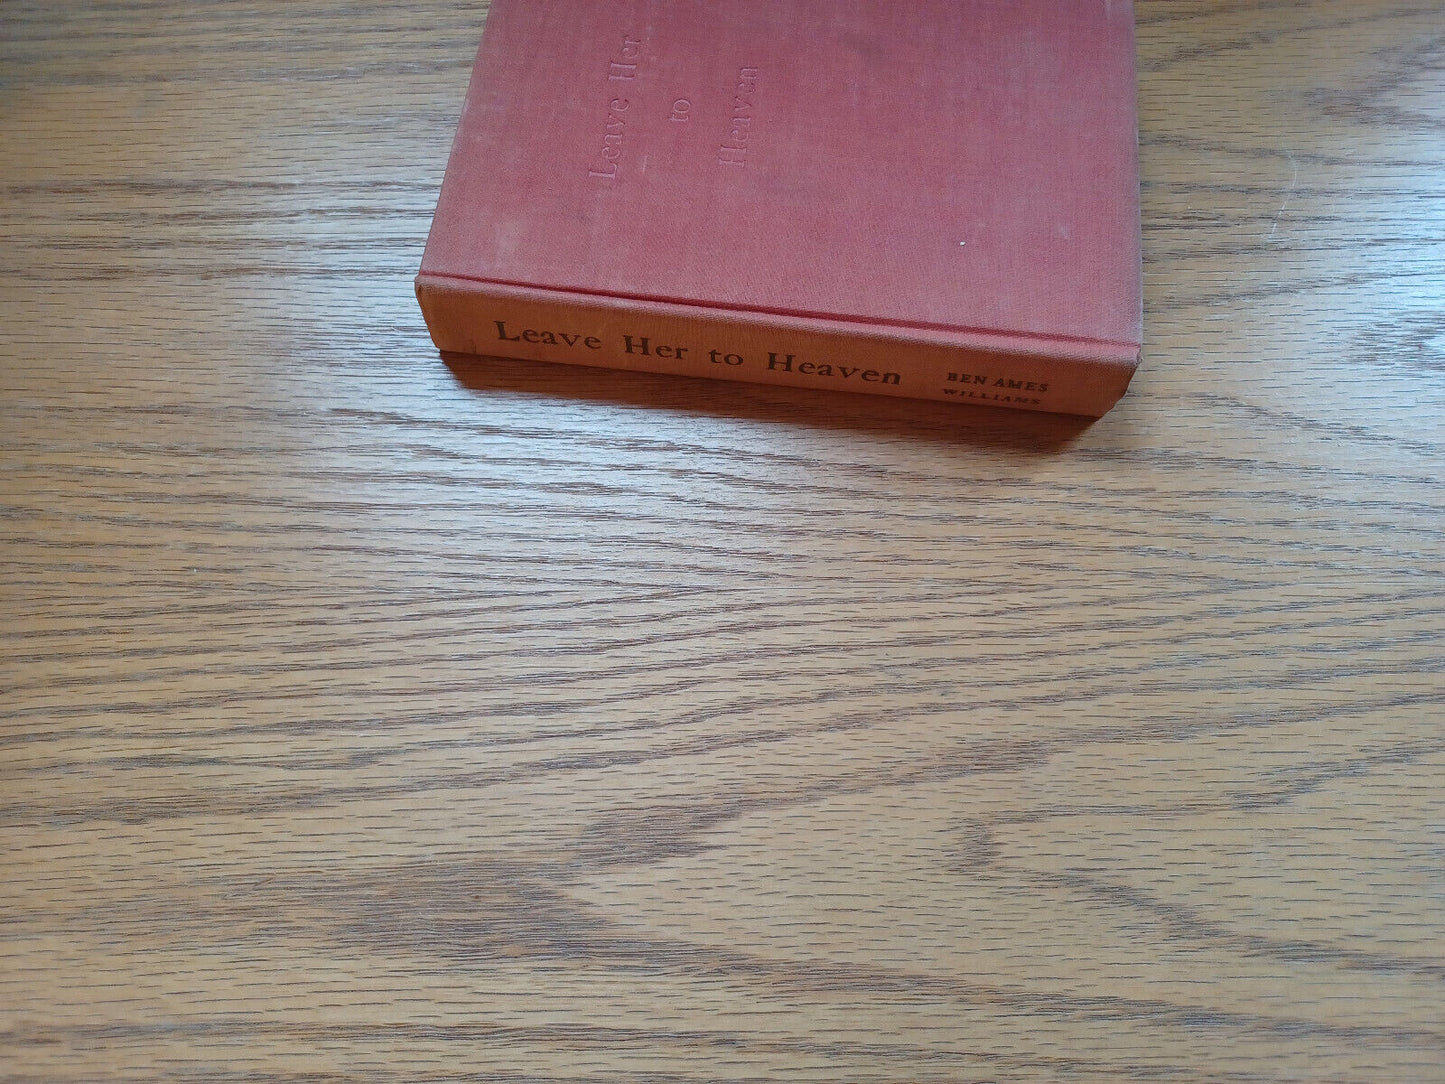 Leave Her
to
Heaven
Leave Her to Heaven
BEN AMES
WILLIAMS